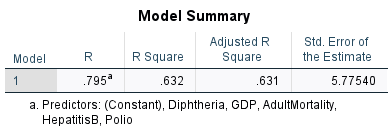 Model Summary
Model R R Square Adjusted R Square Std. Error of the Estimate
1 .795a .632 .631 5.77540
a. Predictors: (Constant), Diphtheria, GDP, AdultMortality,
HepatitisB, Polio